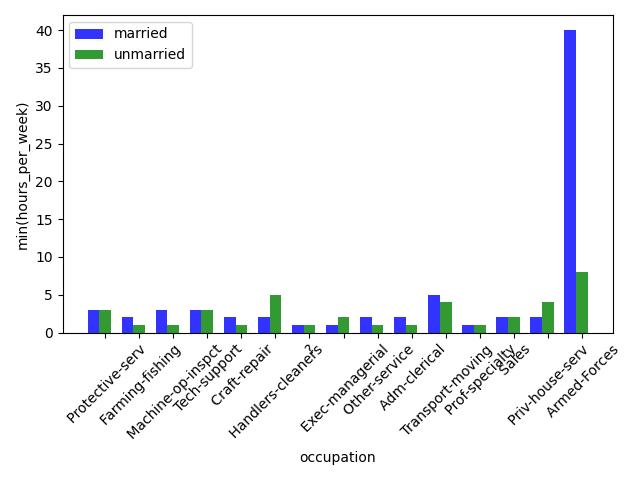 married
unmarried
min(hours_per_week)
40
35
30
25
20
15
10
5
0
Protective-serv
Farming-fishing
Machine-op-inspct
Tech-support
Craft-repair
Handlers-cleaners
?
Exec-managerial
Other-service
Adm-clerical
Transport-moving
Prof-specialty
Sales
Priv-house-serv
Armed-Forces
occupation